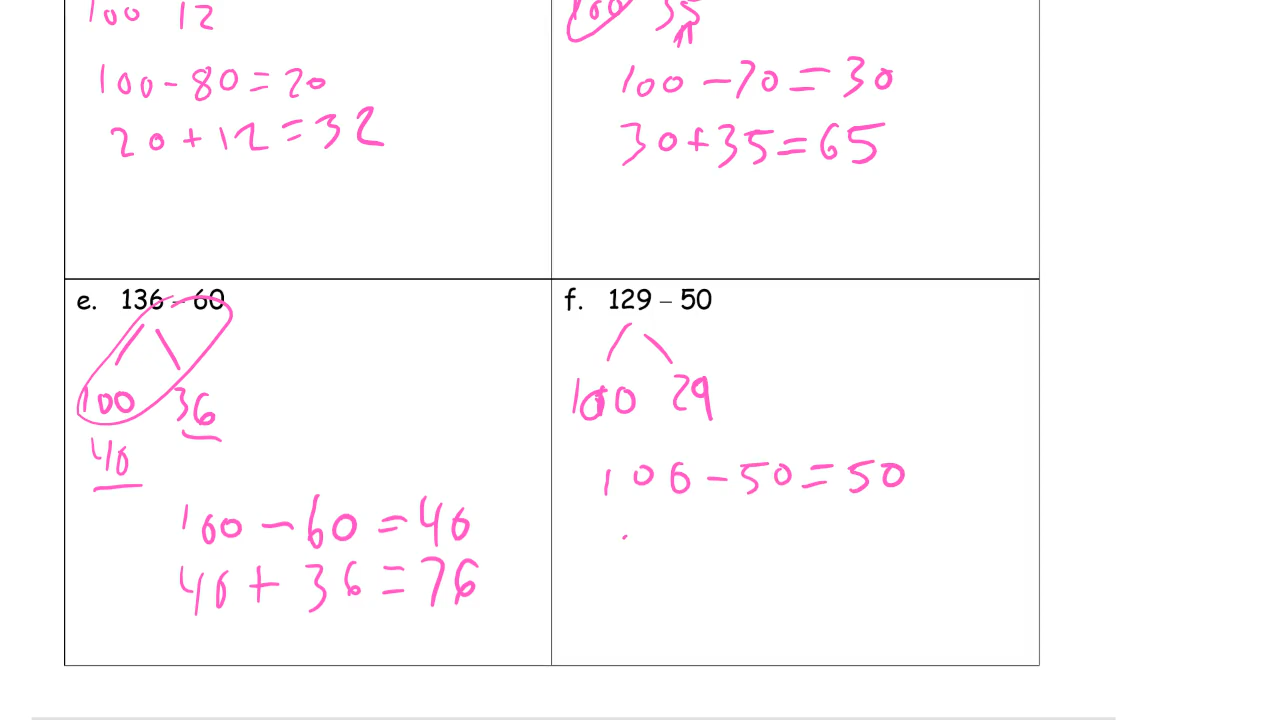 100 12
100 35
100 - 80 = 20
20 + 12 = 32
100 - 70 = 30
30 + 35 = 65
e. 136 – 60
100 36
40
100 - 60 = 40
40 + 36 = 76
f. 129 – 50
100 29
100 - 50 = 50